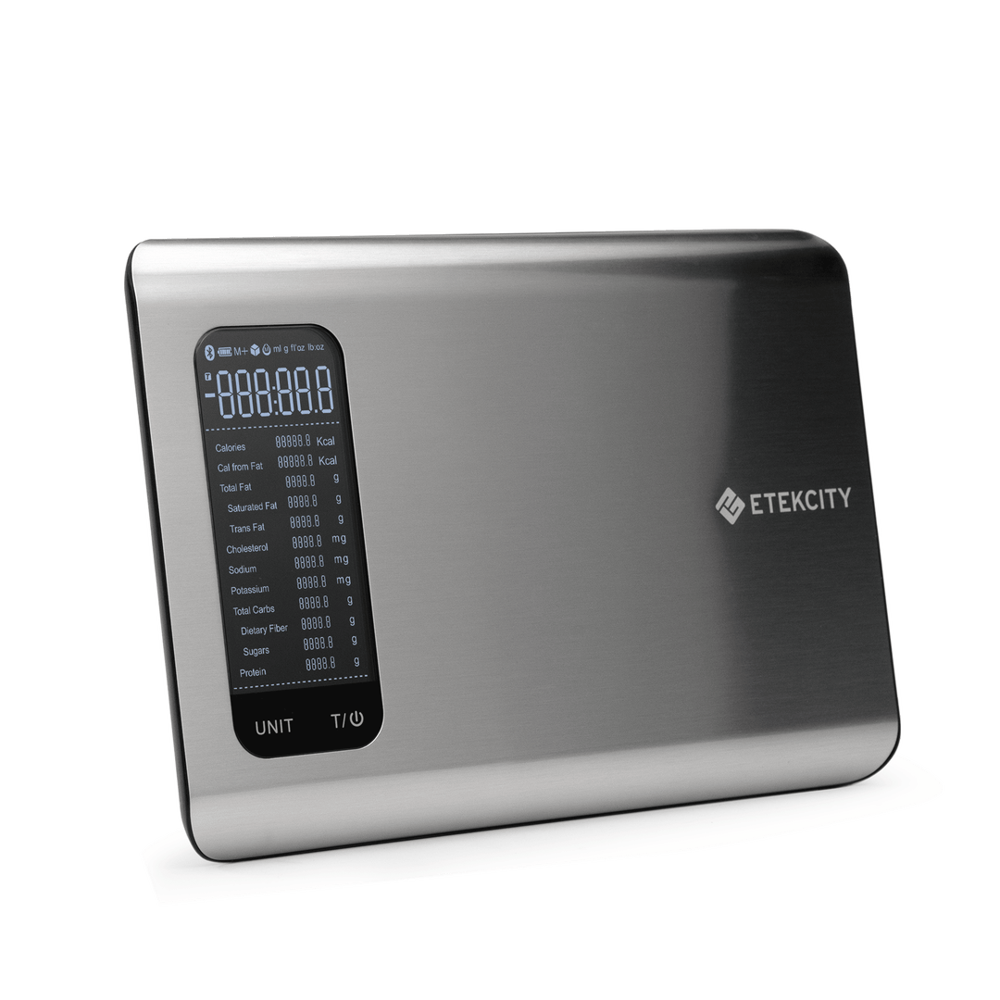 M+ ml g fl'oz lb:oz
T
-888:88.8
Calories 88888.8 Kcal
Cal from Fat 88888.8 Kcal
Total Fat 8888.8 g
Saturated Fat 8888.8 g
Trans Fat 8888.8 g
Cholesterol 8888.8 mg
Sodium 8888.8 mg
Potassium 8888.8 mg
Total Carbs 8888.8 g
Dietary Fiber 8888.8 g
Sugars 8888.8 g
Protein 8888.8 g
UNIT T/
ETEKCITY